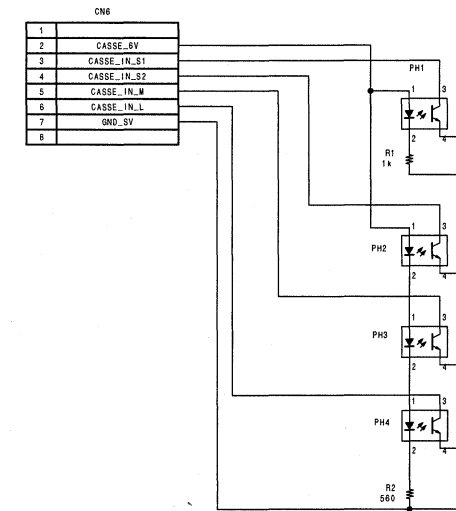 CN6
1
2 CASSE_6V
3 CASSE_IN_S1
4 CASSE_IN_S2
5 CASSE_IN_M
6 CASSE_IN_L
7 GND_SV
8
PH1
1 3
2 4
R1
1k
1 3
PH2
2 4
1 3
PH3
2 4
1 3
PH4
2 4
R2
560